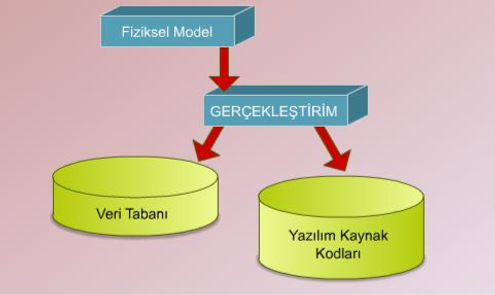 Fiziksel Model
GERÇEKLEŞTİRİM
Veri Tabanı
Yazılım Kaynak
Kodları